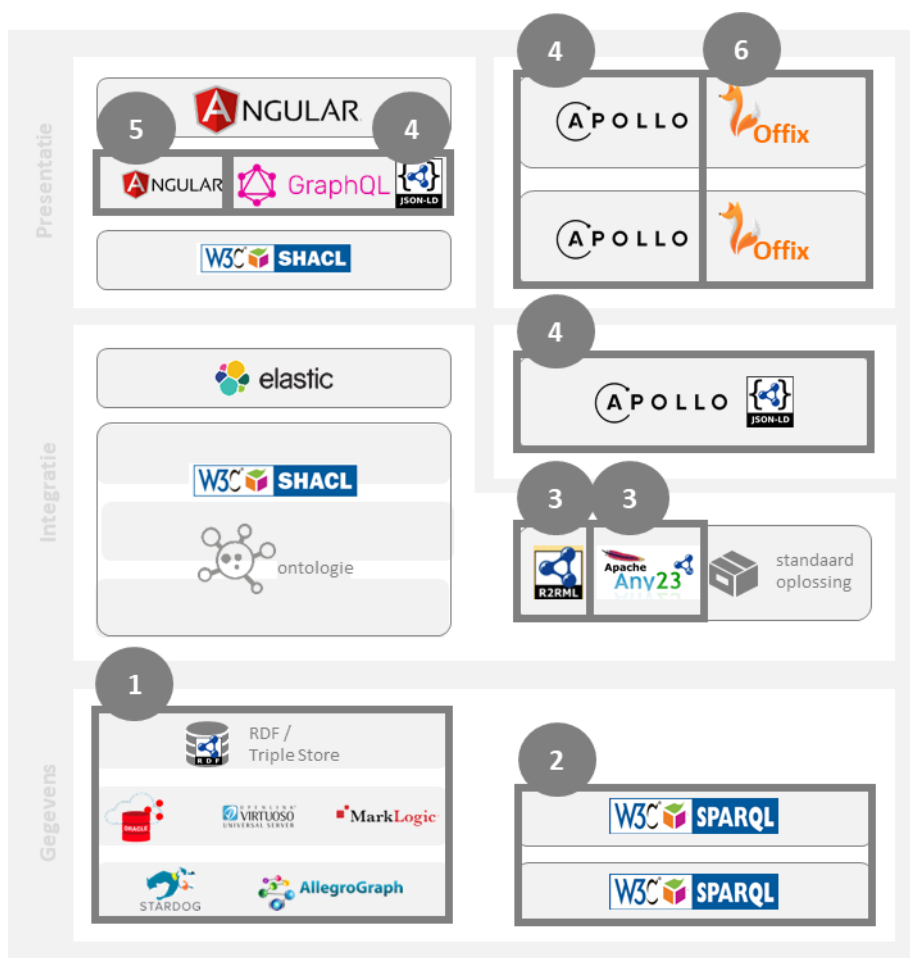 Presentatie
ANGULAR
5
4
ANGULAR
GraphQL
{ }
JSON-LD
W3C SHACL
4
6
APOLLO
Offix
APOLLO
Offix
Integratie
elastic
W3C SHACL
ontologie
4
APOLLO
{ }
JSON-LD
3
3
R2RML
Apache
Any23
standaard
oplossing
Gegevens
1
RDF
RDF /
Triple Store
ORACLE
OPENLINK
VIRTUOSO
UNIVERSAL SERVER
MarkLogic
STARDOG
AllegroGraph
2
W3C SPARQL
W3C SPARQL